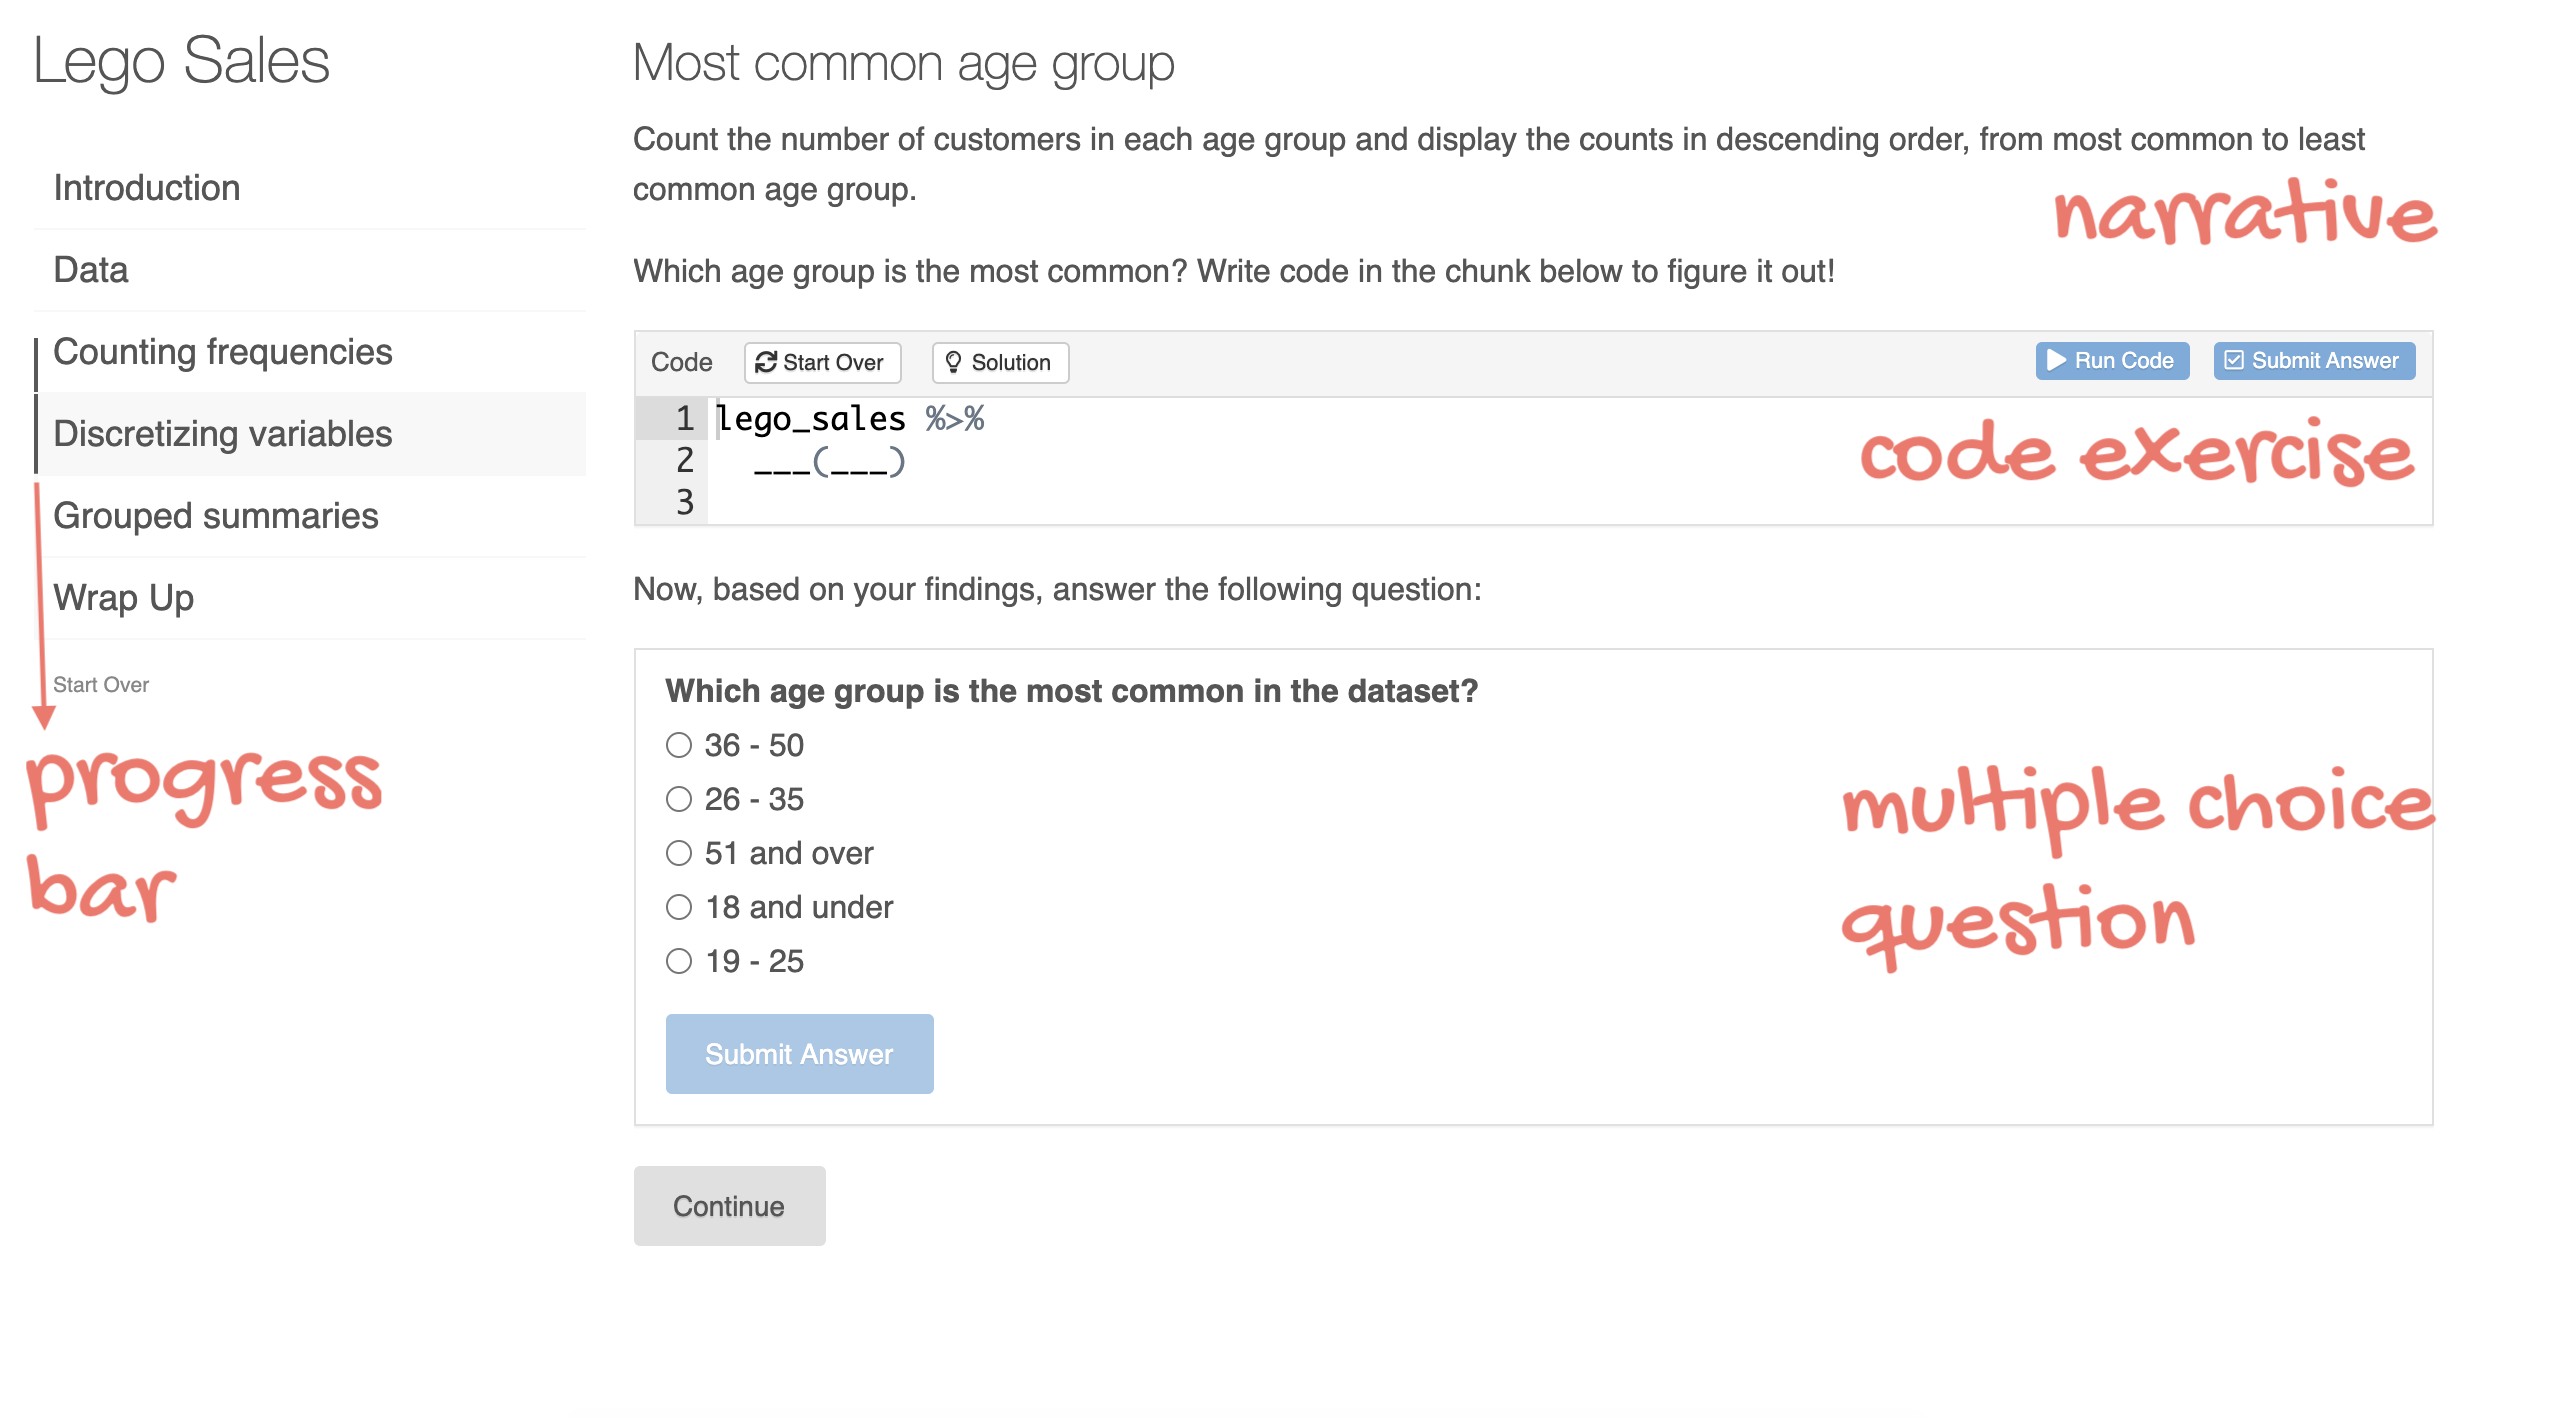 Lego Sales
Introduction
Data
Counting frequencies
Discretizing variables
Grouped summaries
Wrap Up
Start Over
progress
bar
Most common age group
Count the number of customers in each age group and display the counts in descending order, from most common to least
common age group.
narrative
Which age group is the most common? Write code in the chunk below to figure it out!
Code Start Over Solution Run Code Submit Answer
1 lego_sales %>%
2 ___(___)
3
code exercise
Now, based on your findings, answer the following question:
Which age group is the most common in the dataset?
36 - 50
26 - 35
51 and over
18 and under
19 - 25
multiple choice
question
Submit Answer
Continue